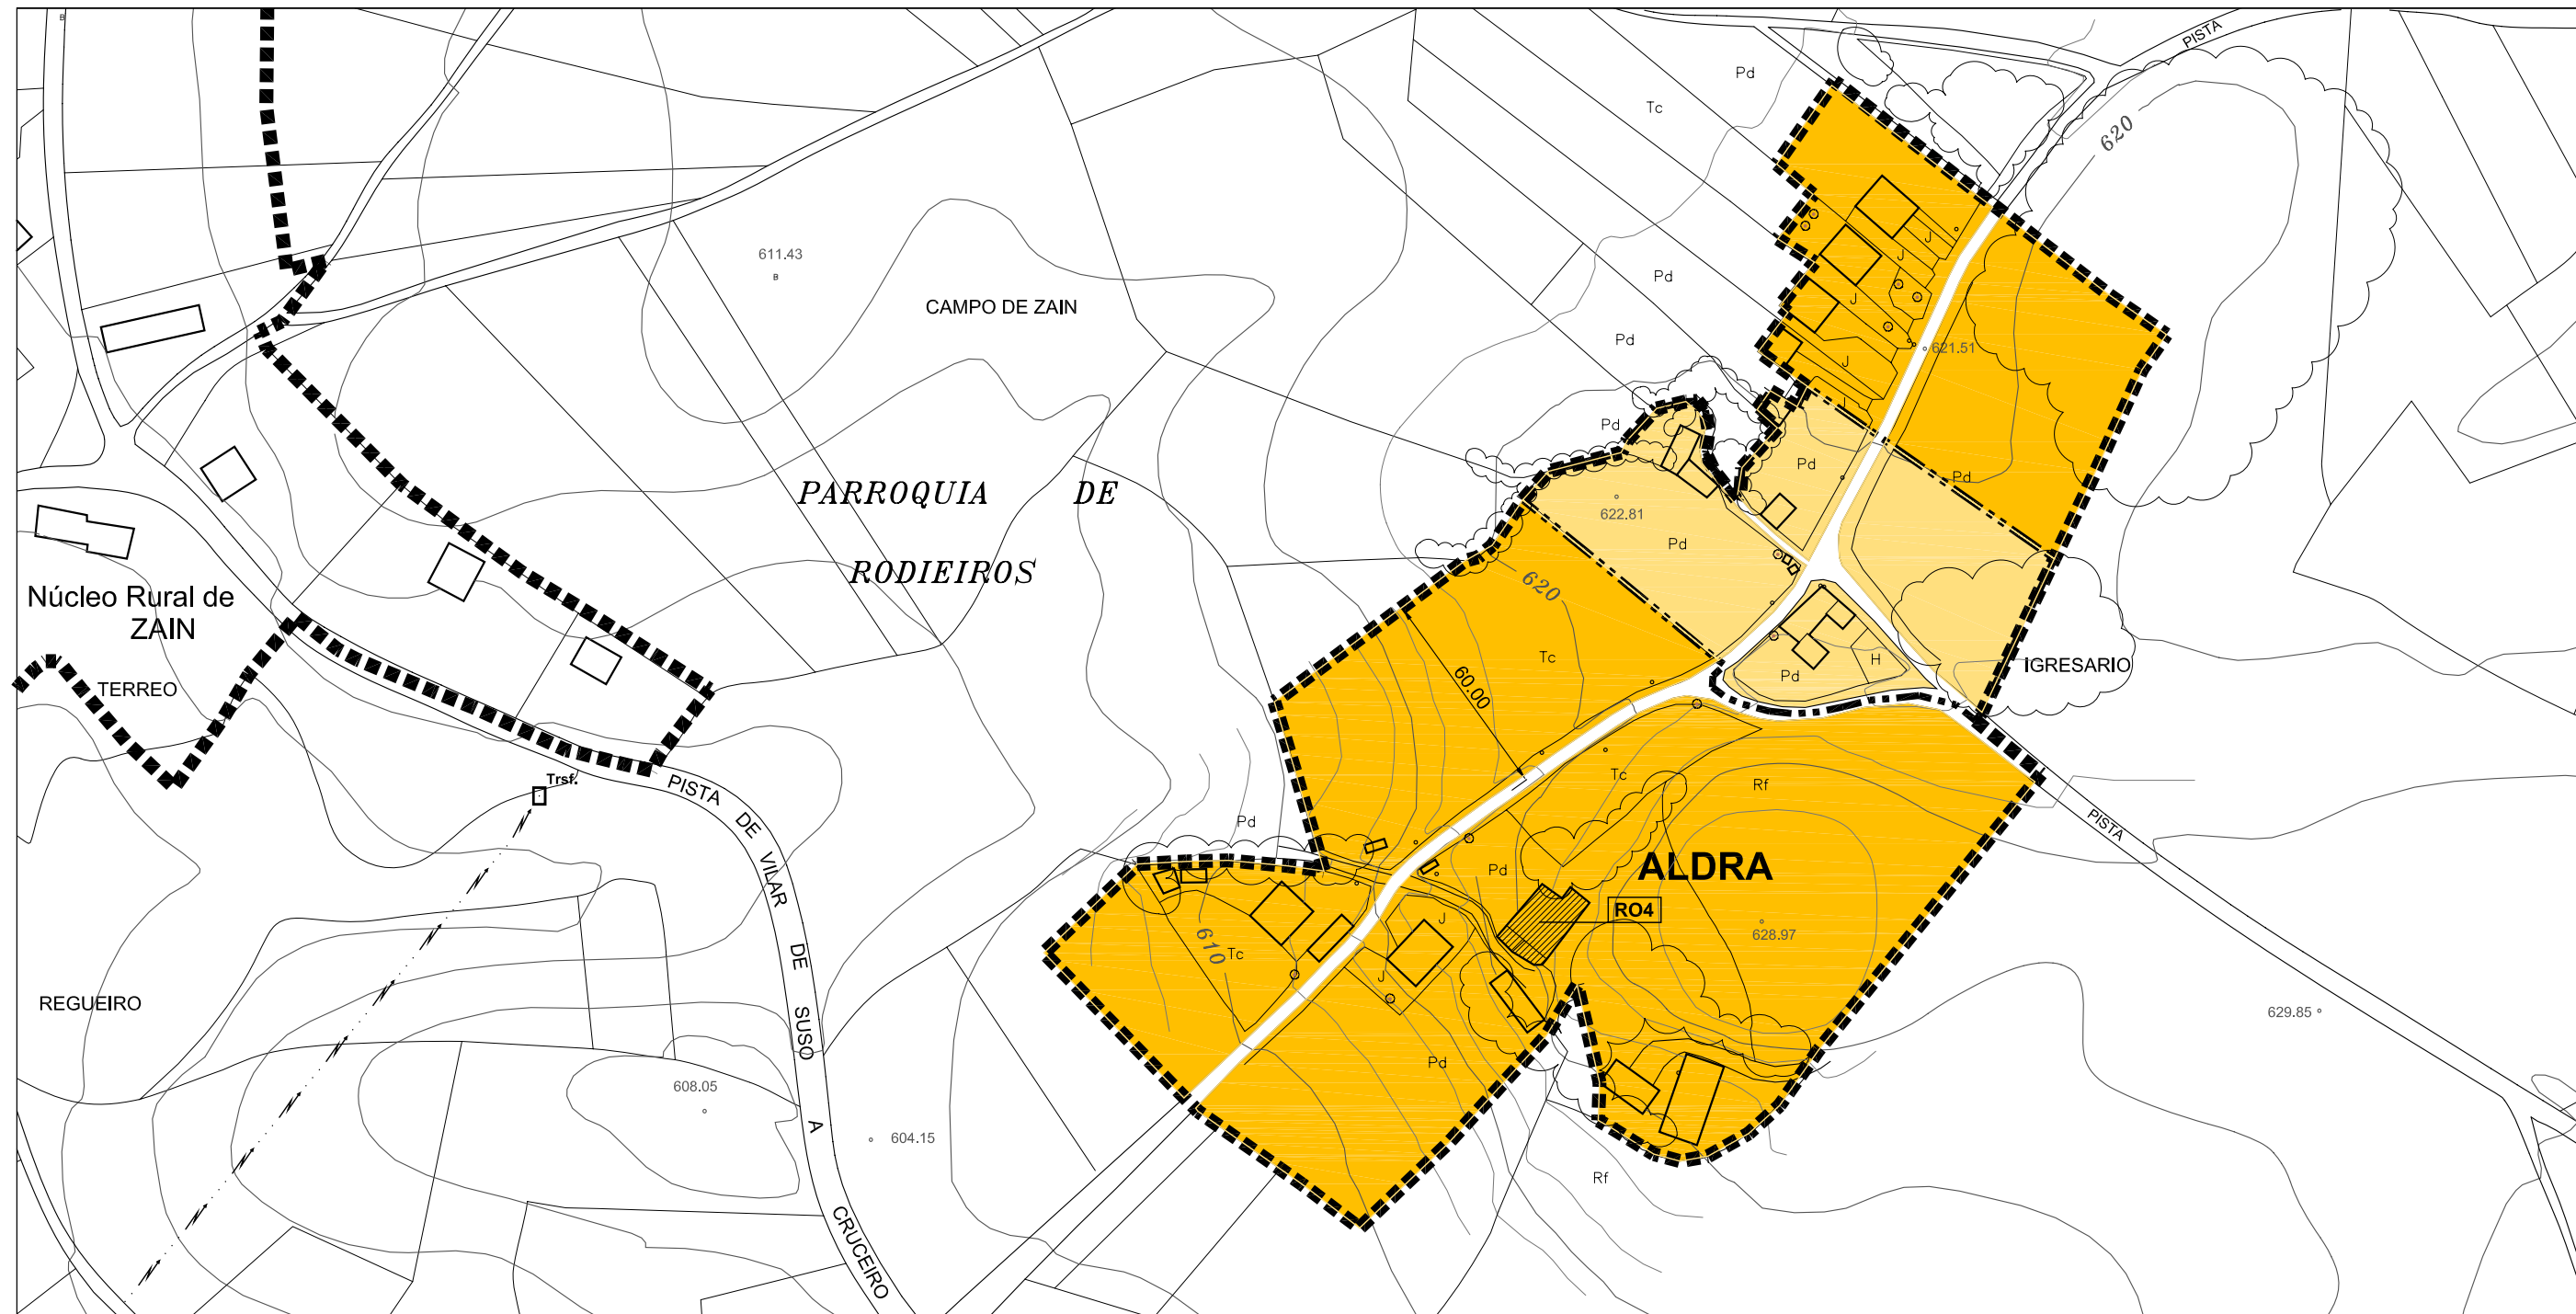 PISTA
Pd
Tc
620
611.43
CAMPO DE ZAIN
Pd
J
J
J
Pd
621.51
J
J
Pd
Pd
Pd
PARROQUIA DE
RODIEIROS
622.81
Pd
620
Núcleo Rural de
ZAIN
TERREO
Tc
60.00
Pd
H
IGRESARIO
Trsf.
PISTA DE VILAR DE SUSO A CRUCEIRO
Tc
Rf
Pd
PISTA
Pd
ALDRA
RO4
J
628.97
610
Tc
J
REGUEIRO
629.85
Pd
608.05
604.15
Rf